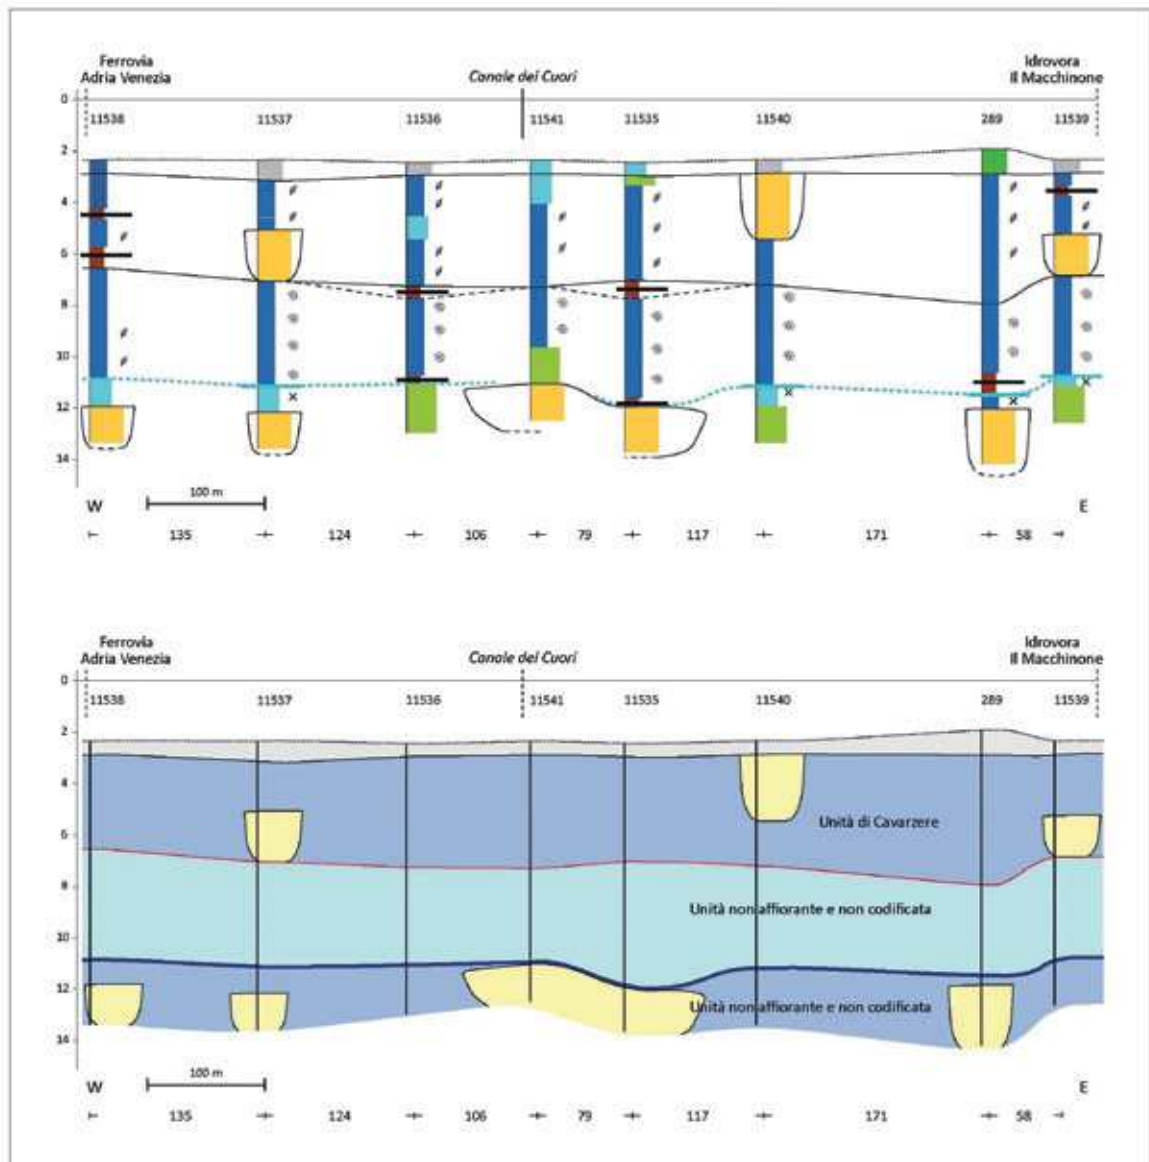 Ferrovia
Adria Venezia
Canale dei Cuori
Idrovora
Il Macchinone
0
11538 11537 11536 11541 11535 11540 289 11539
2
4
6
8
10
12
14
100 m
W E
135 124 106 79 117 171 58
Ferrovia
Adria Venezia
Canale dei Cuori
Idrovora
Il Macchinone
0
11538 11537 11536 11541 11535 11540 289 11539
2
4
Unità di Cavarzere
6
8
Unità non affiorante e non codificata
10
12
Unità non affiorante e non codificata
14
100 m
W E
135 124 106 79 117 171 58